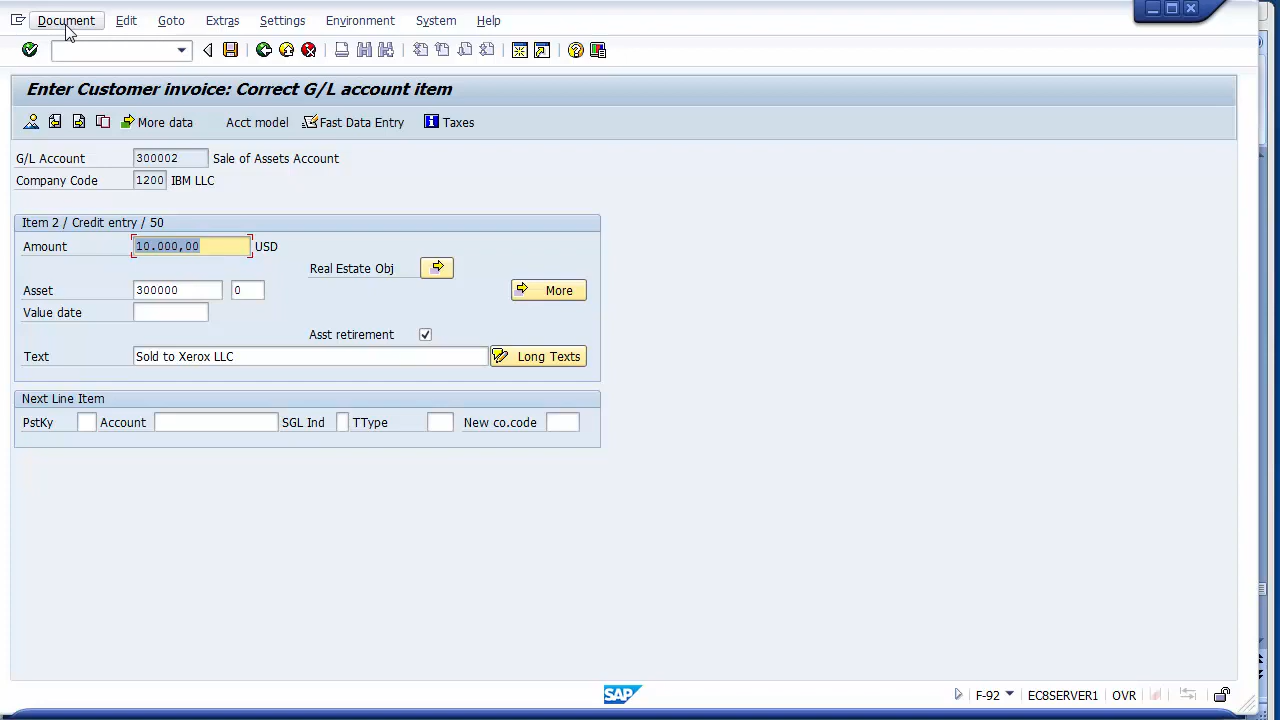 Document Edit Goto Extras Settings Environment System Help
Enter Customer invoice: Correct G/L account item
More data Acct model Fast Data Entry Taxes
G/L Account 300002 Sale of Assets Account
Company Code 1200 IBM LLC
Item 2 / Credit entry / 50
Amount 10.000,00 USD
Real Estate Obj
Asset 300000 0 More
Value date
Asst retirement
Text Sold to Xerox LLC Long Texts
Next Line Item
PstKy Account SGL Ind TType New co.code
SAP F-92 EC8SERVER1 OVR